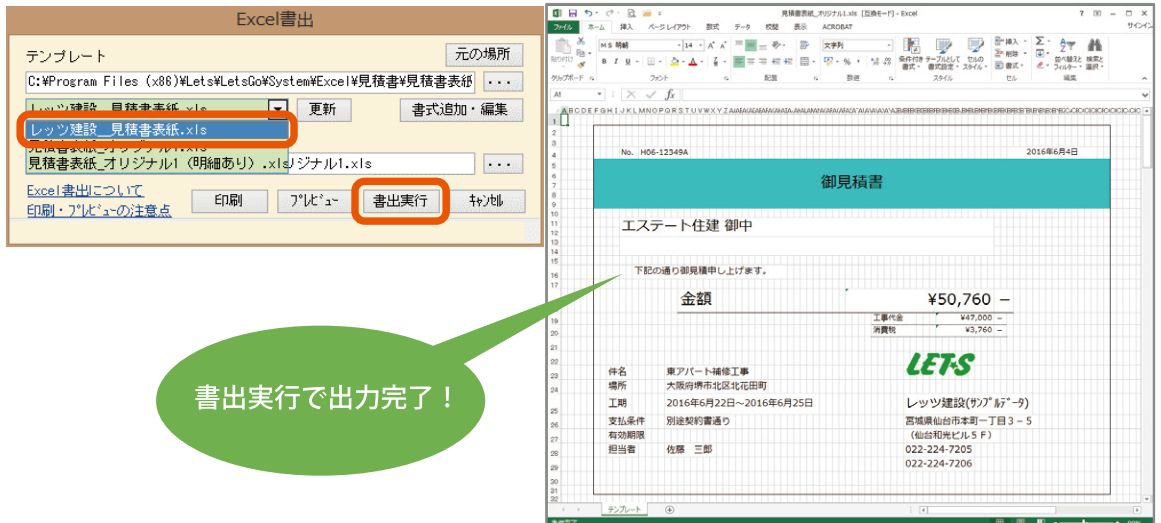 Excel書出
テンプレート
元の場所
C:¥Program Files (x86)¥Lets¥LetsGo¥System¥Excel¥見積書¥見積書表紙
...
更新
書式追加・編集
レッツ建設__見積書表紙.xls
見積書表紙_オリジナル1（明細あり）.xls
ジナル1.xls
...
Excel書出について
印刷・プレビューの注意点
印刷
プレビュー
書出実行
キャンセル
書出実行で出力完了！
見積書表紙_オリジナル1.xls [互換モード] - Excel
ファイル
ホーム
挿入
ページ レイアウト
数式
データ
校閲
表示
ACROBAT
サインイン
ＭＳ 明朝
14
文字列
条件付き書式
テーブルとして書式設定
セルのスタイル
挿入
削除
書式
並べ替えとフィルター
検索と選択
クリップボード
フォント
配置
数値
スタイル
セル
編集
A1
No. H06-12349A
2016年6月4日
御見積書
エステート住建 御中
下記の通り御見積申し上げます。
金額
¥50,760 −
工事代金
¥47,000 −
消費税
¥3,760 −
LET'S
件名 東アパート補修工事
場所 大阪府堺市北区北花田町
工期 2016年6月22日～2016年6月25日
支払条件 別途契約書通り
有効期限
担当者 佐藤 三郎
レッツ建設(ｻﾝﾌﾟﾙﾃﾞｰﾀ)
宮城県仙台市本町一丁目３－５
（仙台和光ビル５Ｆ）
022-224-7205
022-224-7206
テンプレート